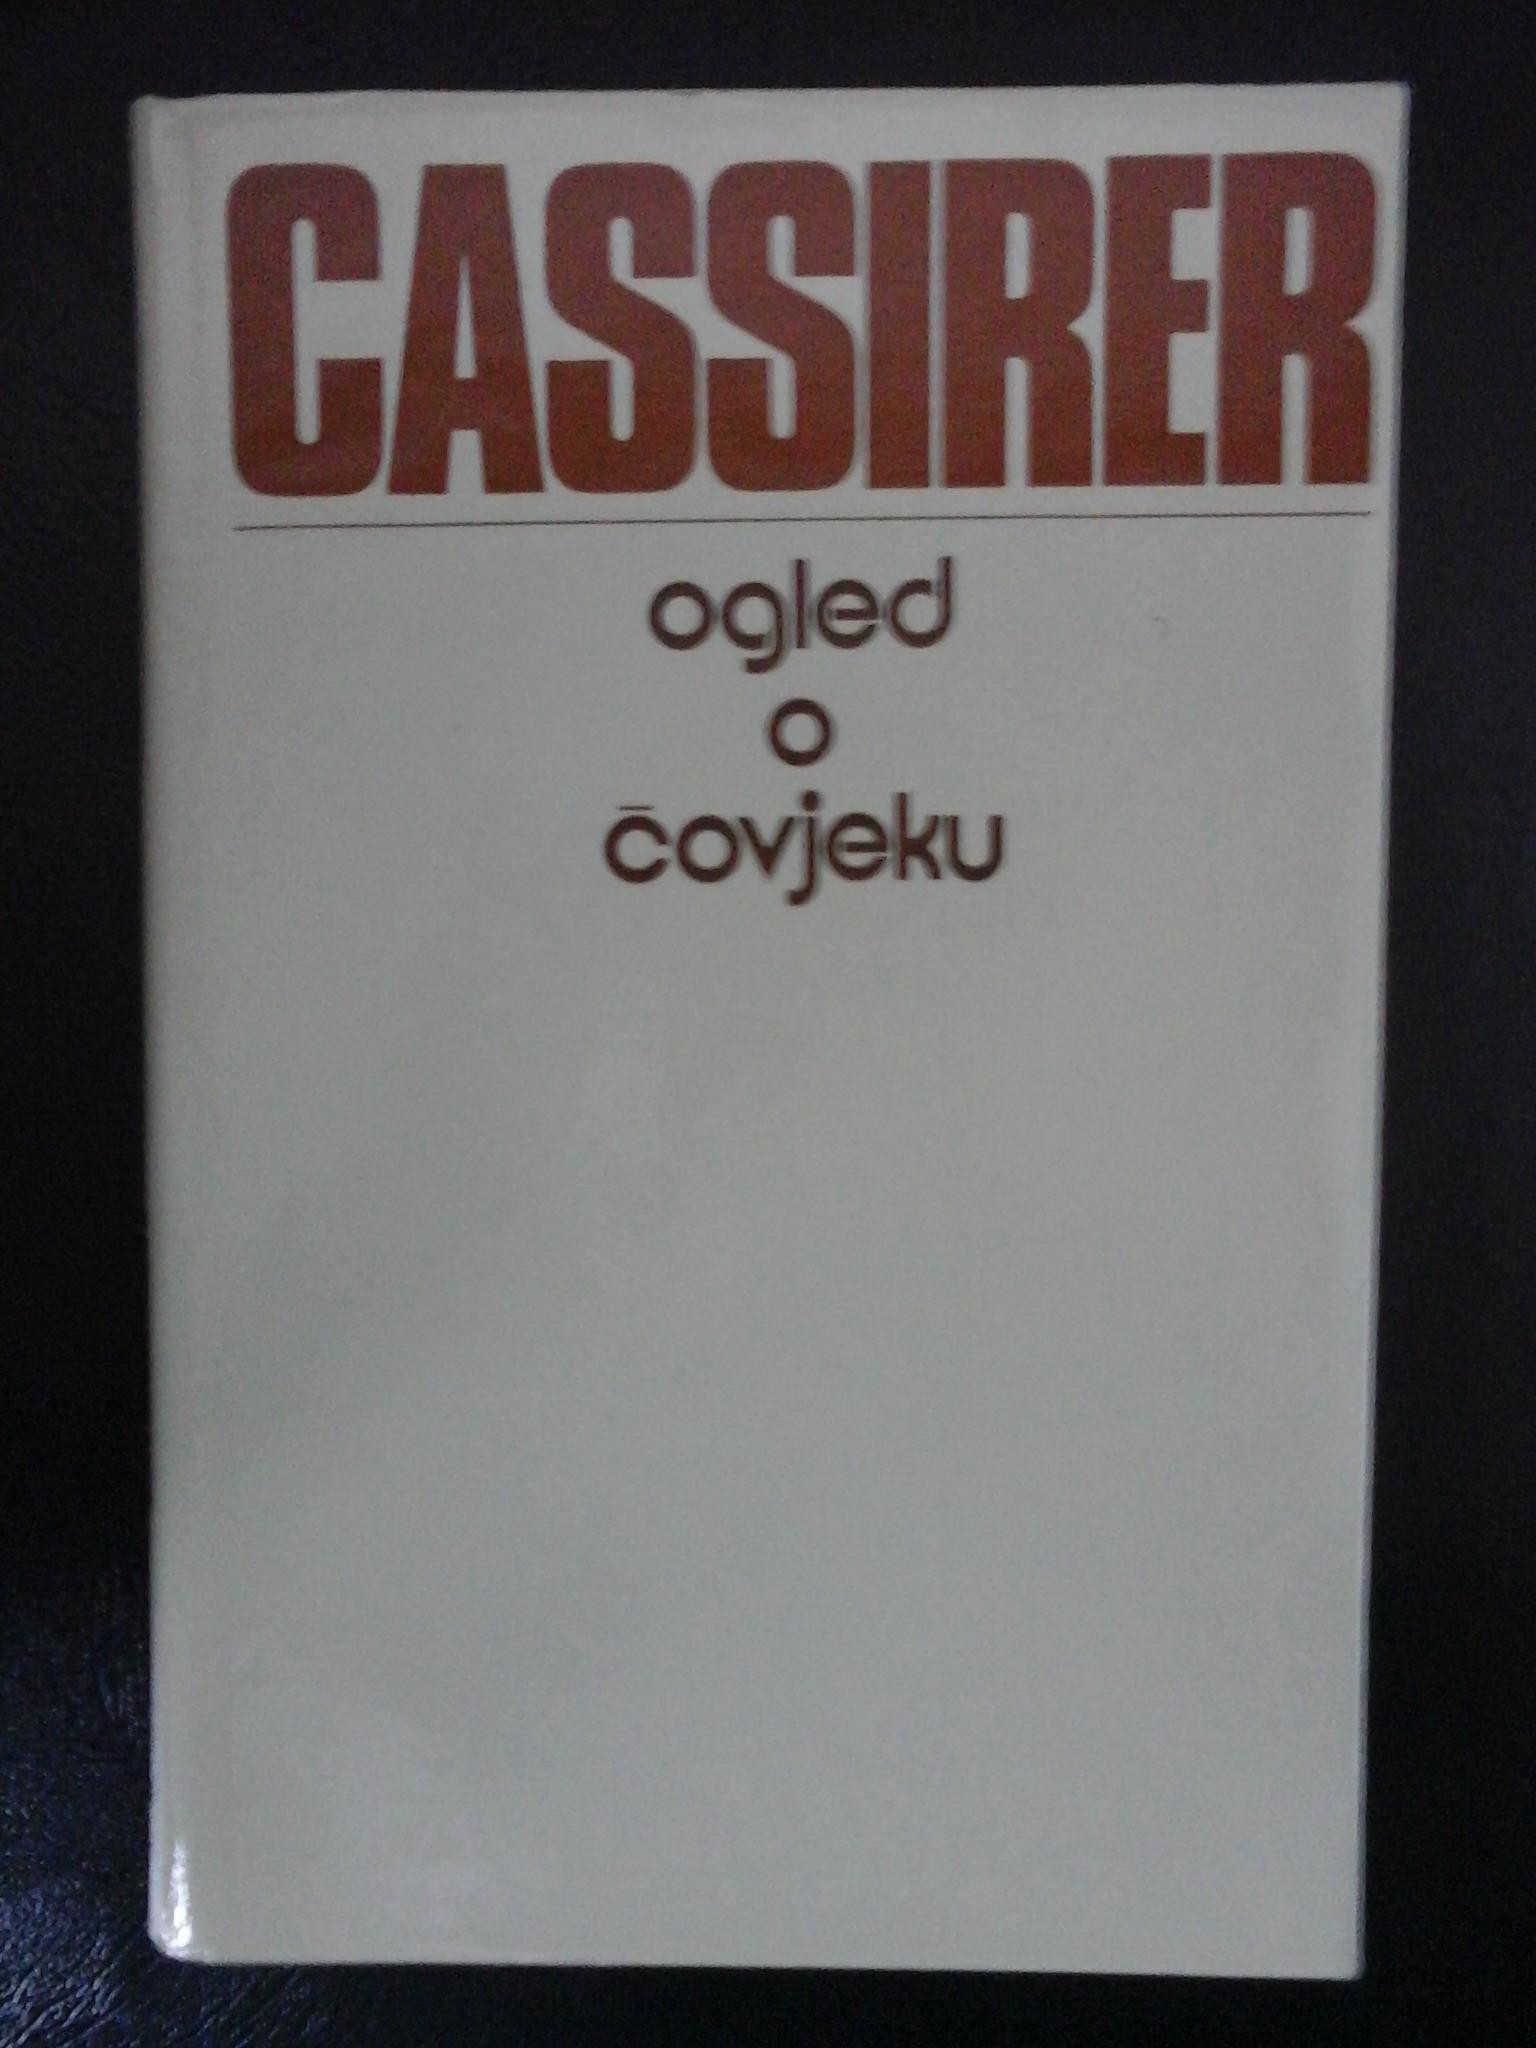 CASSIRER
ogled
o
čovjeku